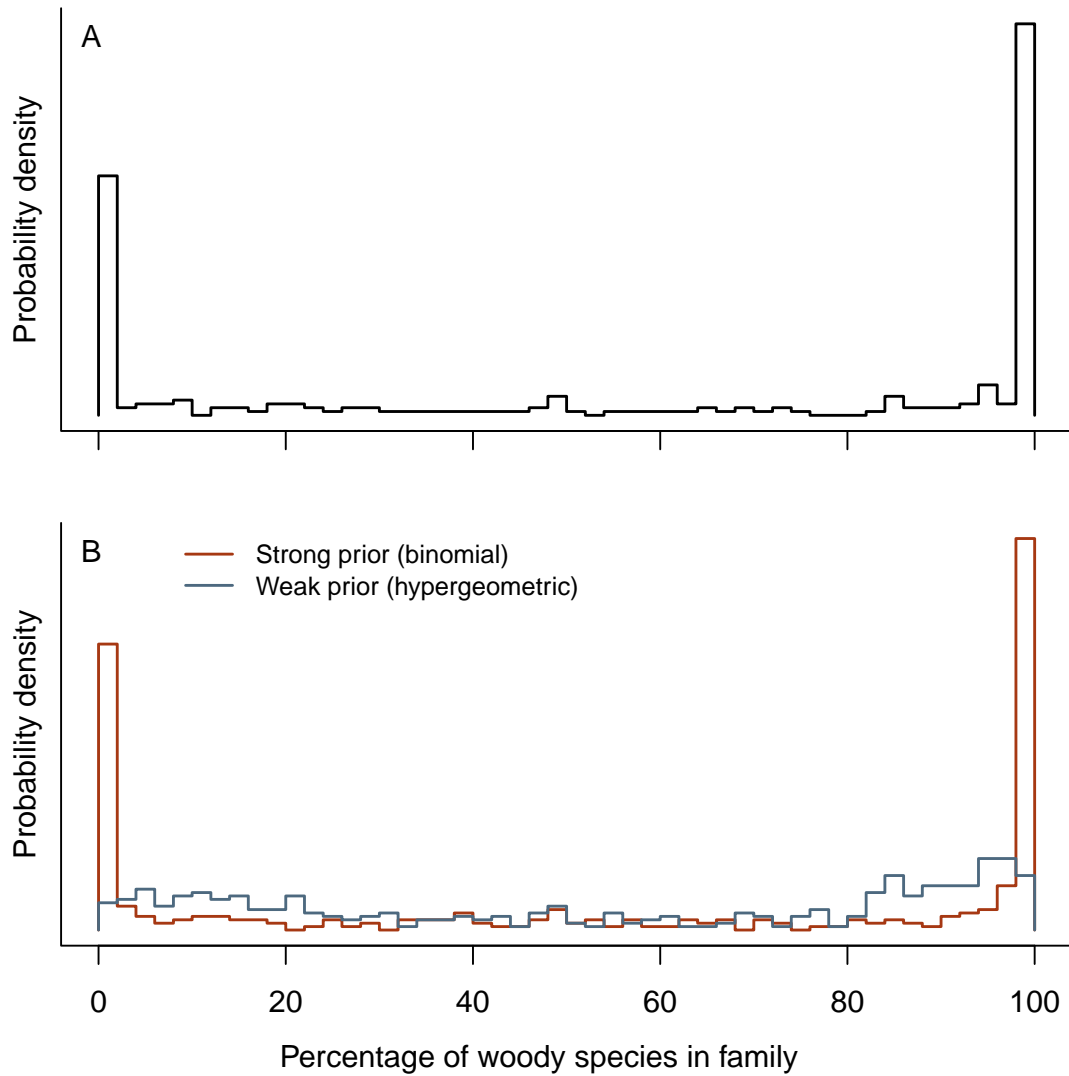 A
Probability density
B
Strong prior (binomial)
Weak prior (hypergeometric)
Probability density
0 20 40 60 80 100
Percentage of woody species in family